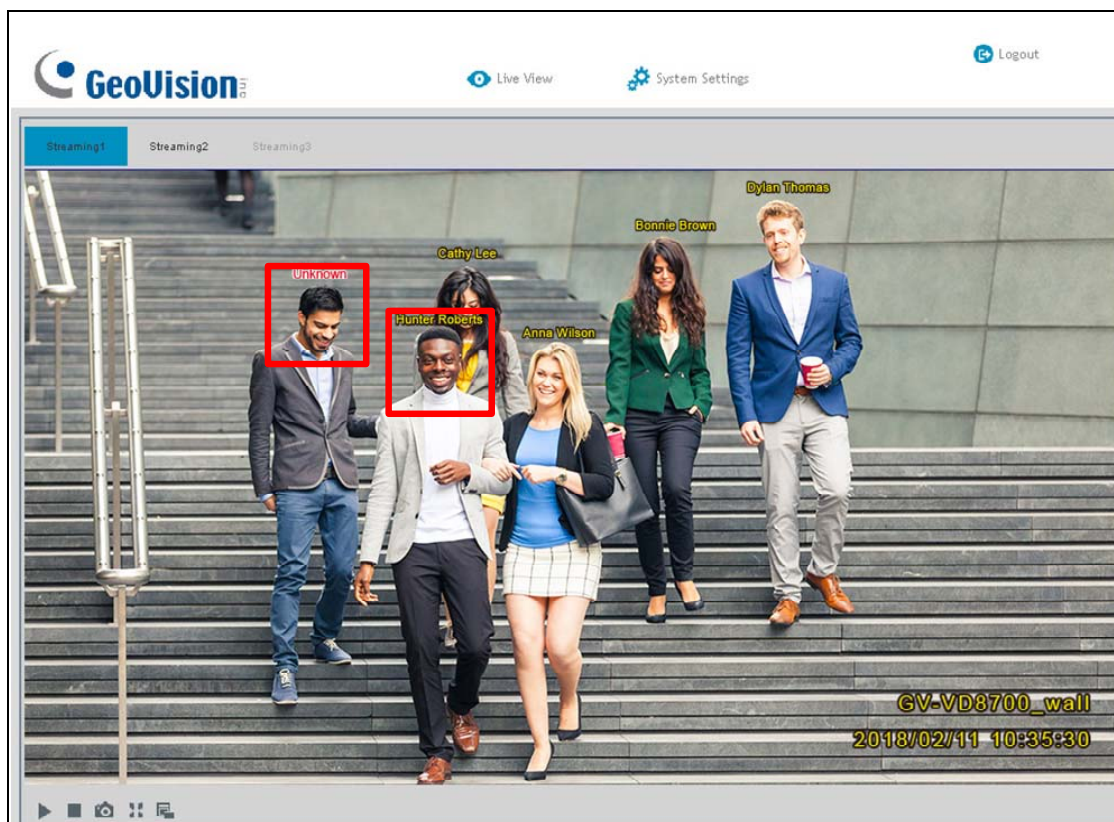 Logout
GeoVision inc
Live View
System Settings
Streaming1
Streaming2
Streaming3
Dylan Thomas
Bonnie Brown
Cathy Lee
Unknown
Hunter Roberts
Anna Wilson
GV-VD8700_wall
2018/02/11 10:35:30